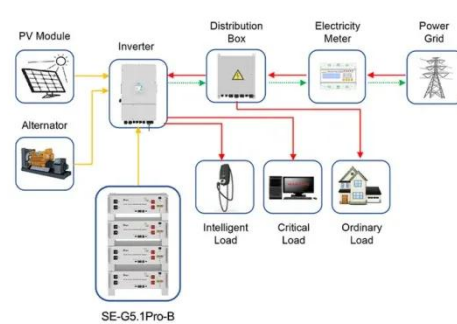 PV Module
Inverter
Distribution
Box
Electricity
Meter
Power
Grid
Alternator
Intelligent
Load
Critical
Load
Ordinary
Load
SE-G5.1Pro-B